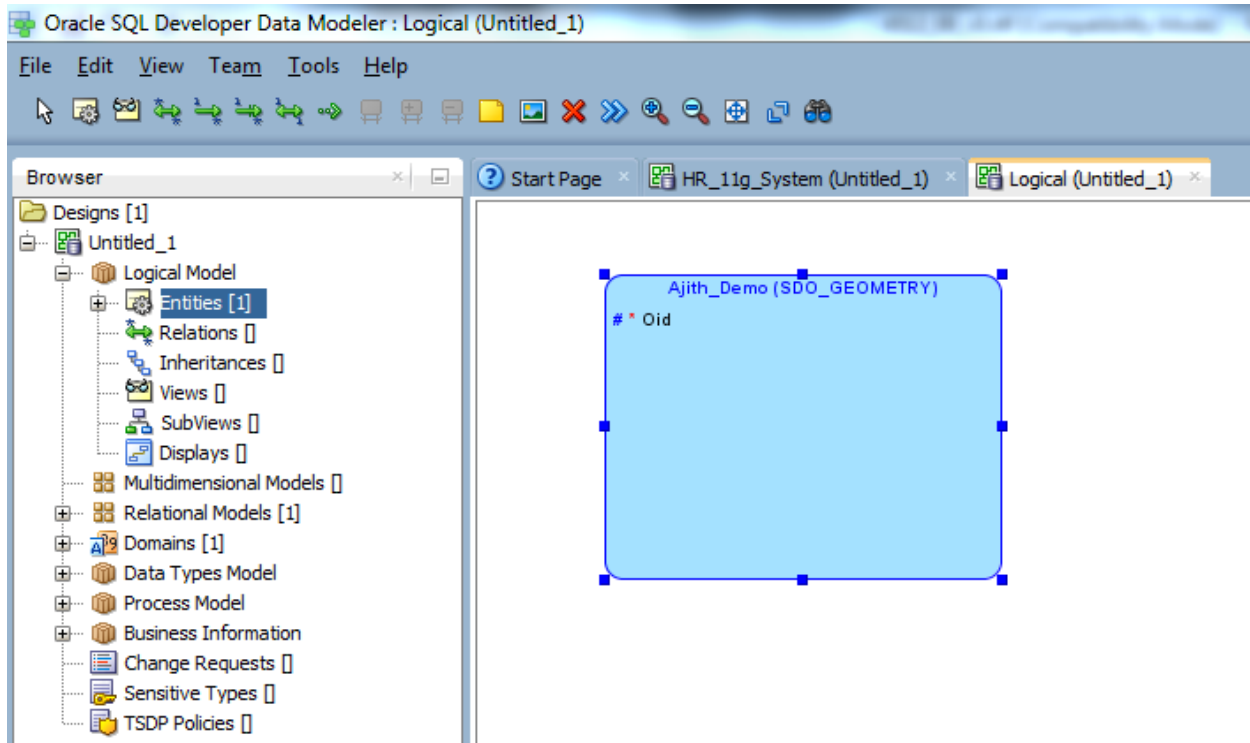 Oracle SQL Developer Data Modeler : Logical (Untitled_1)
File Edit View Team Tools Help
Browser
Start Page
HR_11g_System (Untitled_1)
Logical (Untitled_1)
Designs [1]
Untitled_1
Logical Model
Entities [1]
Relations []
Inheritances []
Views []
SubViews []
Displays []
Multidimensional Models []
Relational Models [1]
Domains [1]
Data Types Model
Process Model
Business Information
Change Requests []
Sensitive Types []
TSDP Policies []
Ajith_Demo (SDO_GEOMETRY)
# * Oid